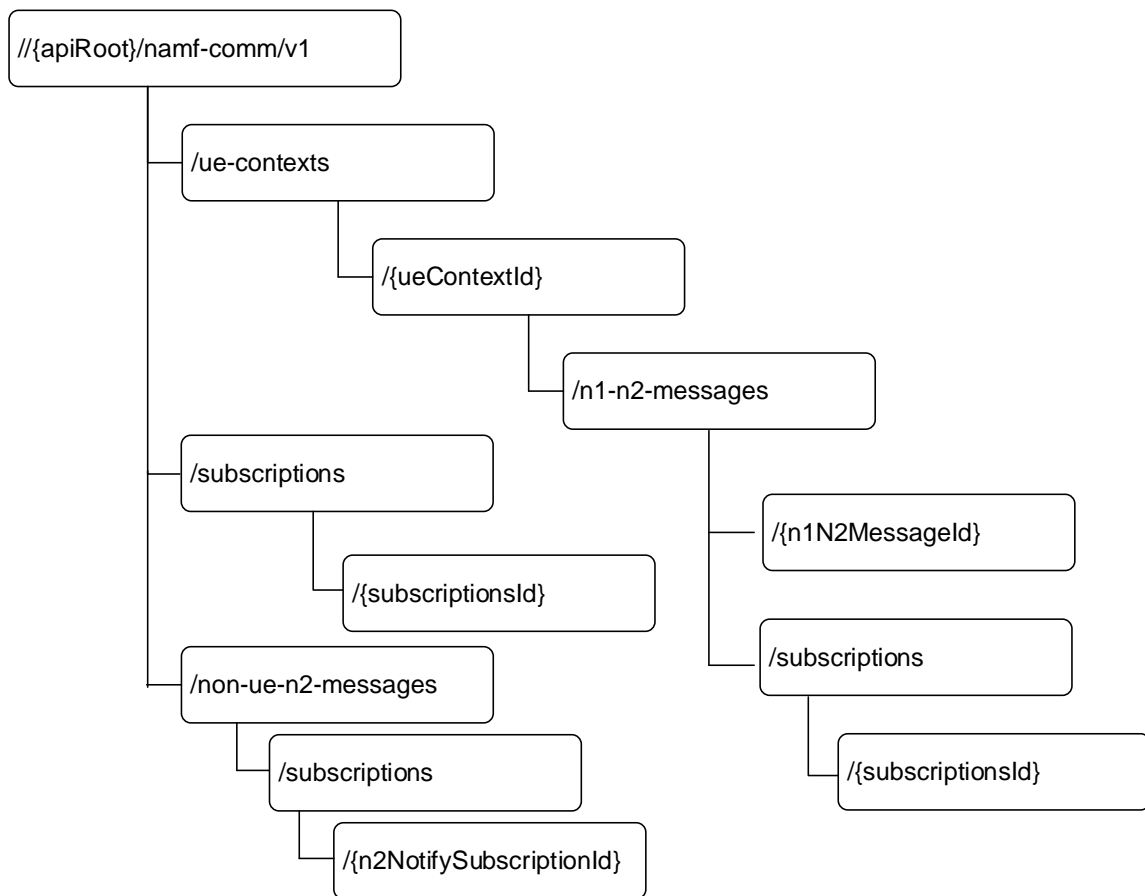 //{apiRoot}/namf-comm/v1
/ue-contexts
/{ueContextId}
/n1-n2-messages
/subscriptions
/{n1N2MessageId}
/{subscriptionsId}
/subscriptions
/non-ue-n2-messages
/{subscriptionsId}
/subscriptions
/{n2NotifySubscriptionId}